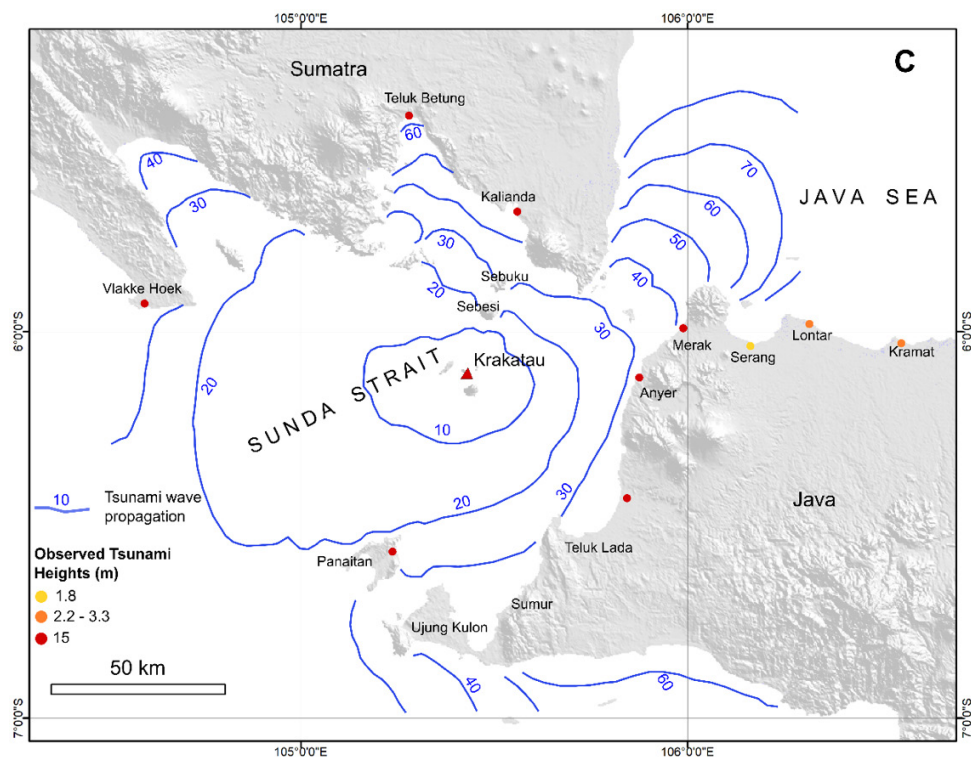 105°0'0"E
106°0'0"E
C
Sumatra
Teluk Betung
60
40
70
JAVA SEA
30
Kalianda
60
30
50
Sebuku
40
Vlakke Hoek
20
Sebesi
30
6°0'0"S
Merak
Lontar
6°0'0"S
Serang
Kramat
Krakatau
20
SUNDA STRAIT
Anyer
10
10
Tsunami wave
propagation
20
30
Java
Observed Tsunami
Heights (m)
1.8
2.2 - 3.3
15
Panaitan
Teluk Lada
Sumur
Ujung Kulon
50 km
40
60
7°0'0"S
7°0'0"S
105°0'0"E
106°0'0"E